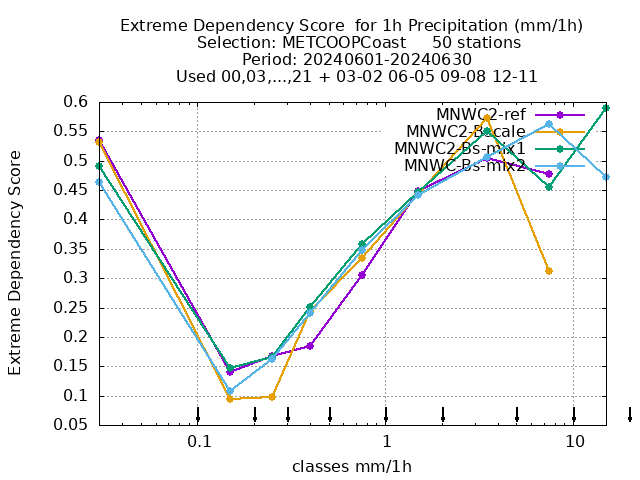 Extreme Dependency Score  for 1h Precipitation (mm/1h)
Selection: METCOOPCoast     50 stations
Period: 20240601-20240630
Used 00,03,...,21 + 03-02 06-05 09-08 12-11
MNWC2-ref
MNWC2-Bscale
MNWC2-Bs-mix1
MNWC-Bs-mix2
0.6
0.55
0.5
0.45
0.4
0.35
0.3
0.25
0.2
0.15
0.1
0.05
Extreme Dependency Score
0.1
1
10
classes mm/1h